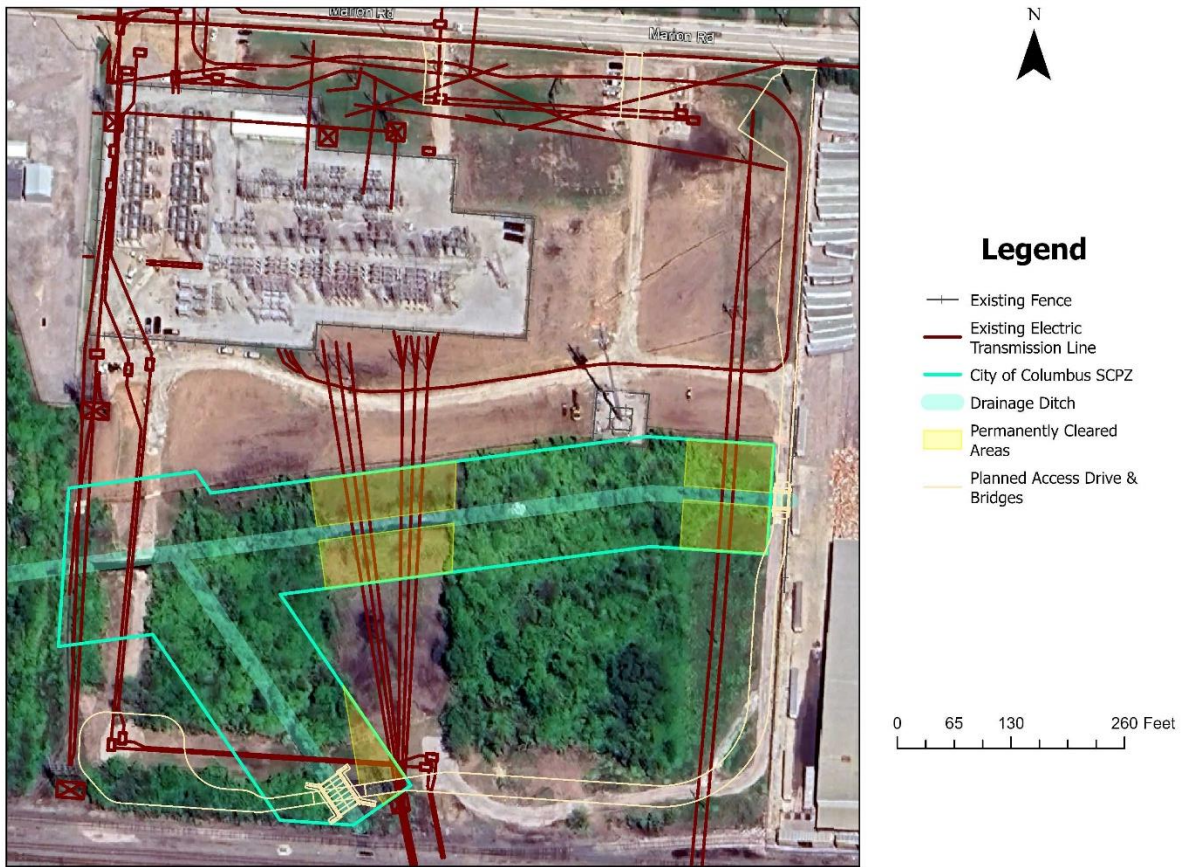 Marion Rd
Marion Rd
N
Legend
Existing Fence
Existing Electric
Transmission Line
City of Columbus SCPZ
Drainage Ditch
Permanently Cleared
Areas
Planned Access Drive &
Bridges
0 65 130 260 Feet